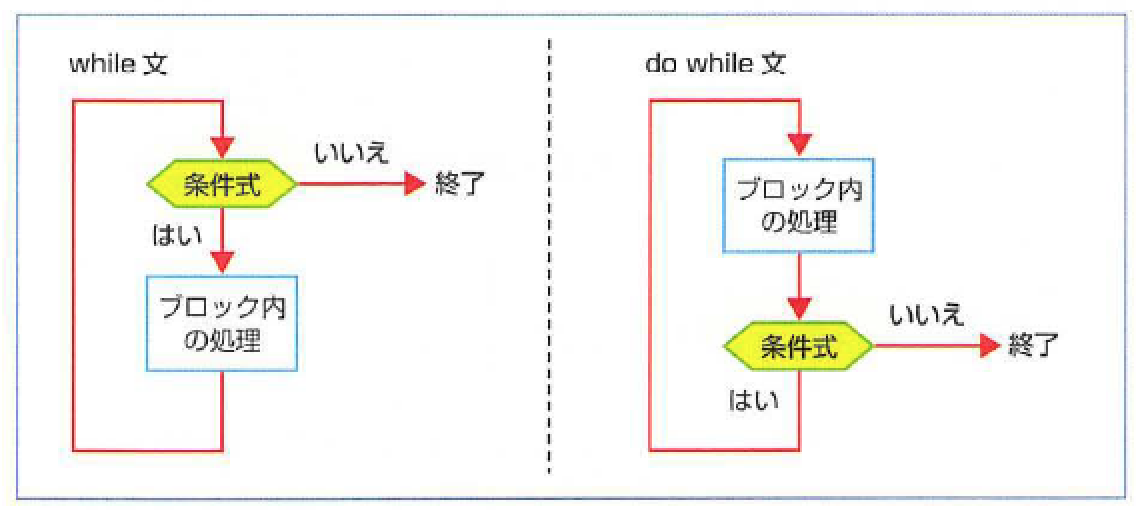 while 文
いいえ
条件式
終了
はい
ブロック内
の処理
do while 文
ブロック内
の処理
いいえ
条件式
終了
はい